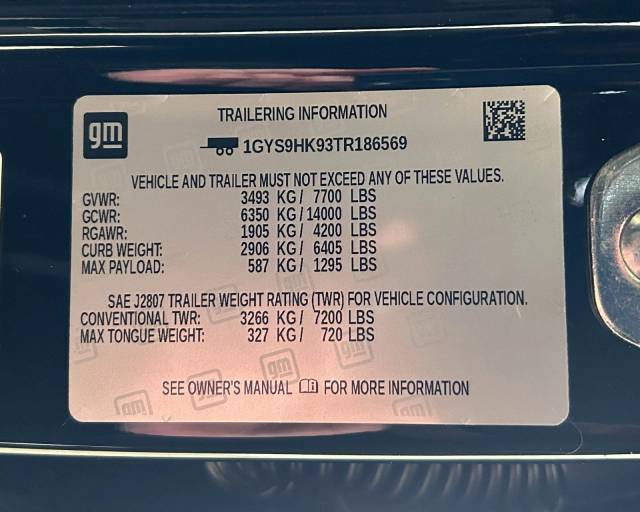 gm
TRAILERING INFORMATION
1GYS9HK93TR186569
VEHICLE AND TRAILER MUST NOT EXCEED ANY OF THESE VALUES.
GVWR: 3493 KG / 7700 LBS
GCWR: 6350 KG / 14000 LBS
RGAWR: 1905 KG / 4200 LBS
CURB WEIGHT: 2906 KG / 6405 LBS
MAX PAYLOAD: 587 KG / 1295 LBS
SAE J2807 TRAILER WEIGHT RATING (TWR) FOR VEHICLE CONFIGURATION.
CONVENTIONAL TWR: 3266 KG / 7200 LBS
MAX TONGUE WEIGHT: 327 KG / 720 LBS
SEE OWNER'S MANUAL FOR MORE INFORMATION